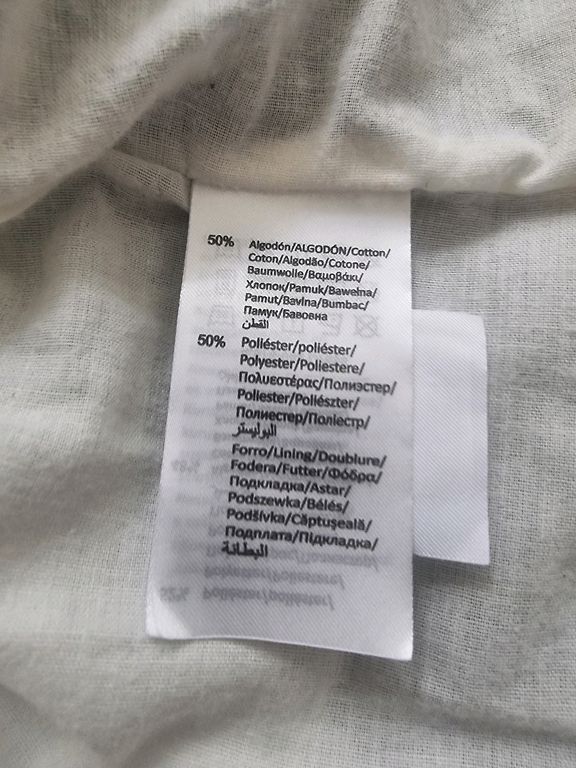 50% Algodón/ALGODÓN/Cotton/
Coton/Algodão/Cotone/
Baumwolle/Βαμβάκι/
Хлопок/Pamuk/Bawełna/
Pamut/Bavlna/Bumbac/
Памук/Бавовна
القطن
50% Poliéster/poliéster/
Polyester/Poliestere/
Πολυεστέρας/Полиэстер/
Poliester/Poliészter/
Полиестер/Поліестр/
البوليستر
Forro/Lining/Doublure/
Fodera/Futter/Φόδρα/
Подкладка/Astar/
Podszewka/Bélés/
Podšívka/Căptuşeală/
Подплата/Підкладка/
البطانة